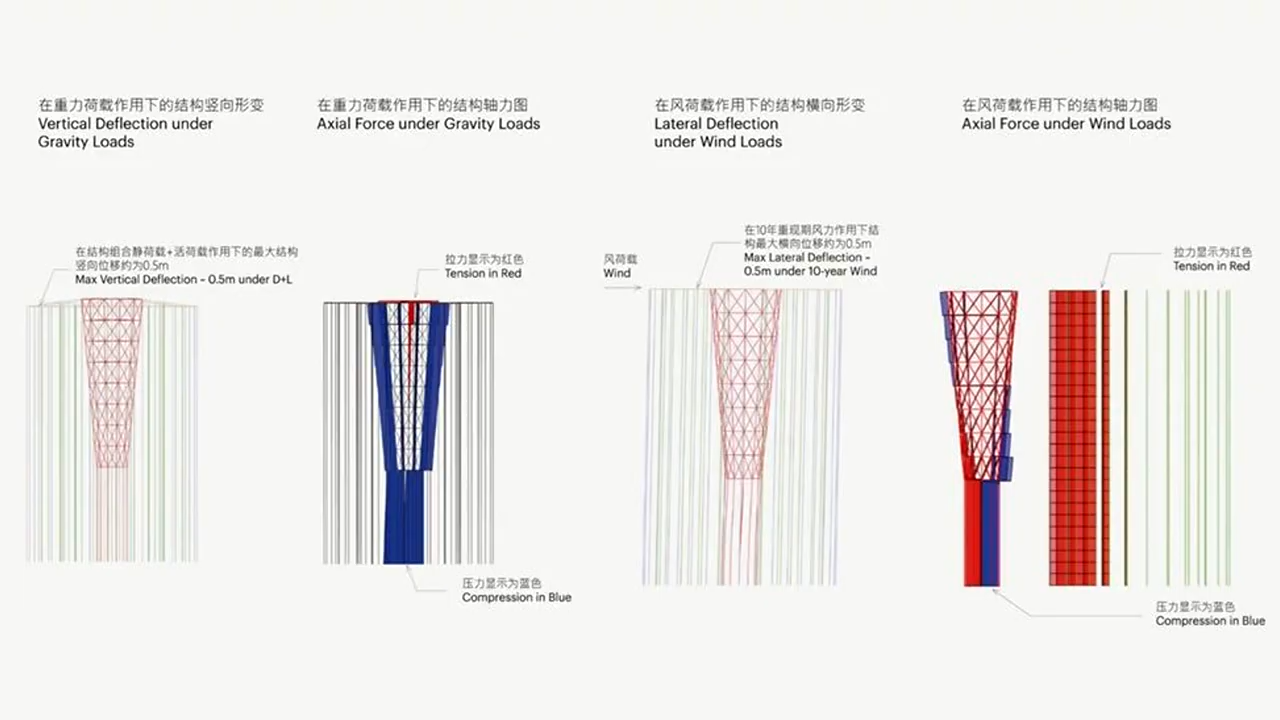 在重力荷载作用下的结构竖向形变
Vertical Deflection under
Gravity Loads
在重力荷载作用下的结构轴力图
Axial Force under Gravity Loads
在风荷载作用下的结构横向形变
Lateral Deflection
under Wind Loads
在风荷载作用下的结构轴力图
Axial Force under Wind Loads
在结构组合静荷载+活荷载作用下的最大结构
竖向位移约为0.5m
Max Vertical Deflection – 0.5m under D+L
拉力显示为红色
Tension in Red
压力显示为蓝色
Compression in Blue
风荷载
Wind
在10年重现期风力作用下结
构最大横向位移约为0.5m
Max Lateral Deflection –
0.5m under 10-year Wind
拉力显示为红色
Tension in Red
压力显示为蓝色
Compression in Blue